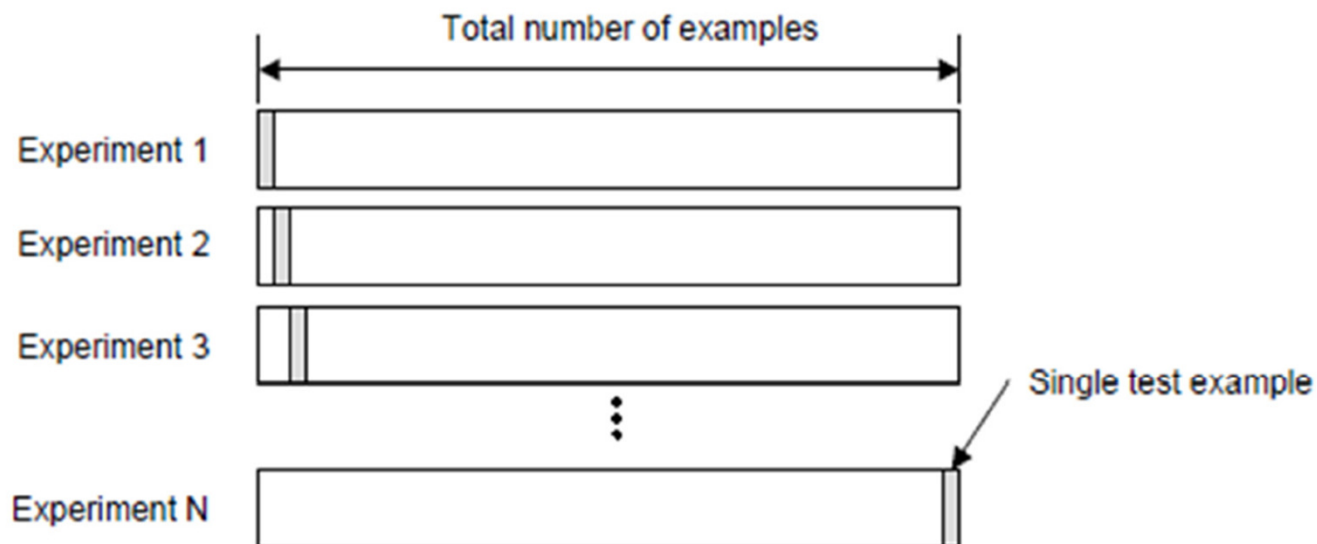 Total number of examples
Experiment 1
Experiment 2
Experiment 3
Single test example
Experiment N